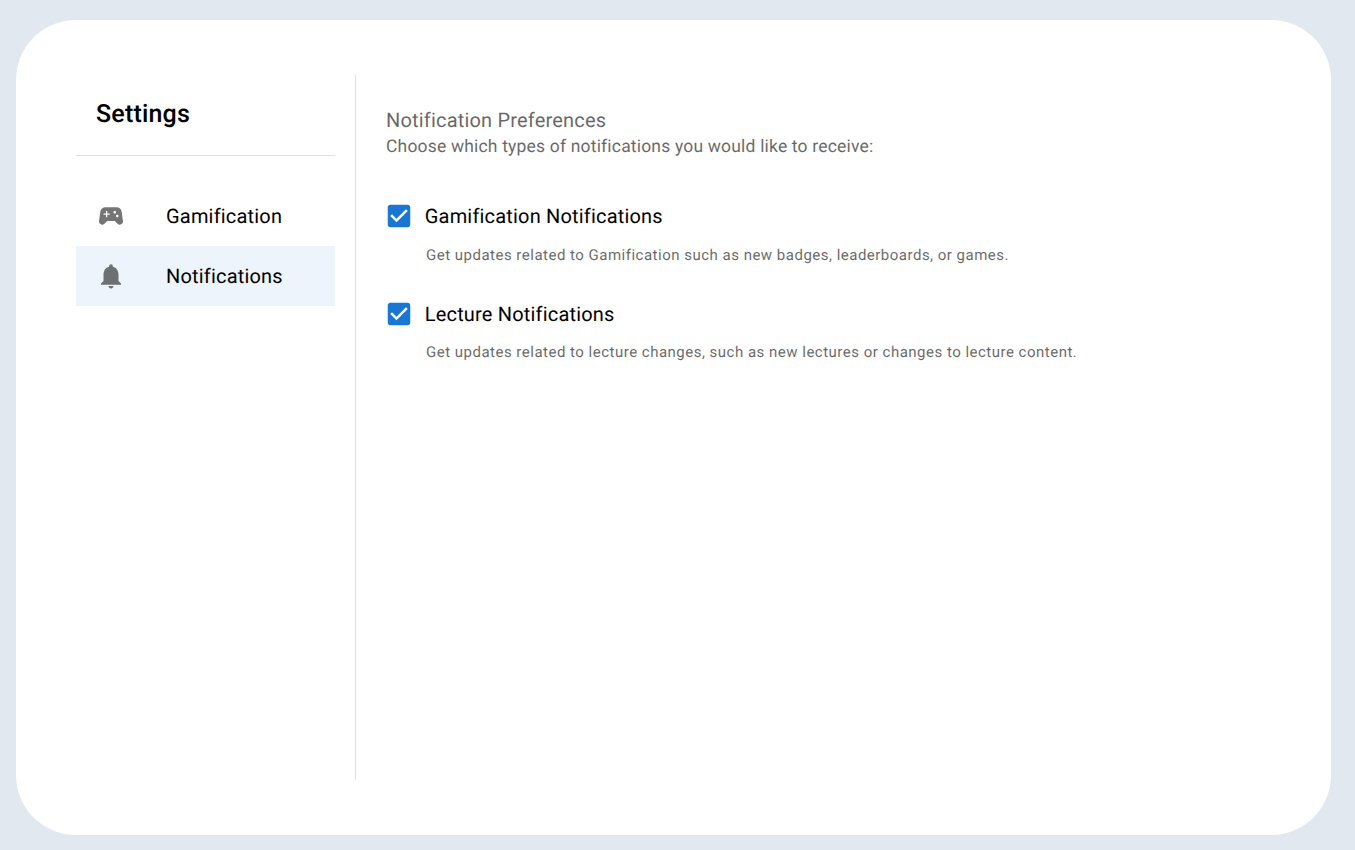 Settings
Gamification
Notifications
Notification Preferences
Choose which types of notifications you would like to receive:
Gamification Notifications
Get updates related to Gamification such as new badges, leaderboards, or games.
Lecture Notifications
Get updates related to lecture changes, such as new lectures or changes to lecture content.